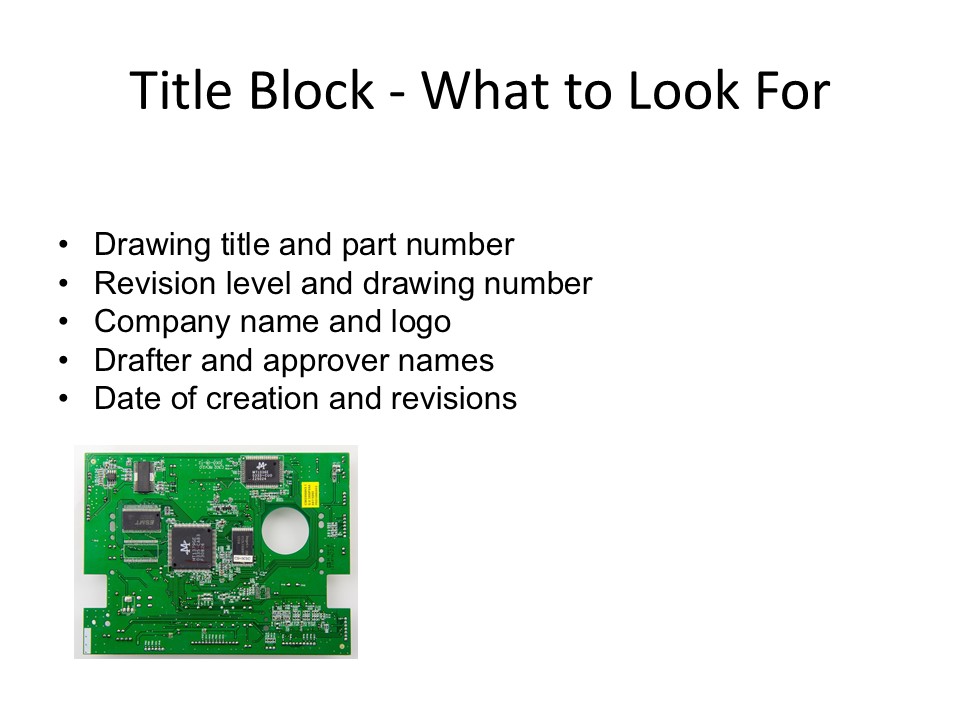 Title Block - What to Look For
• Drawing title and part number
• Revision level and drawing number
• Company name and logo
• Drafter and approver names
• Date of creation and revisions